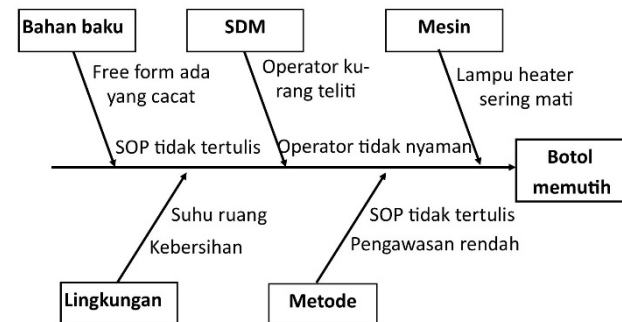 Bahan baku
SDM
Mesin
Free form ada
yang cacat
Operator ku-
rang teliti
Lampu heater
sering mati
SOP tidak tertulis
Operator tidak nyaman
Botol
memutih
Suhu ruang
Kebersihan
SOP tidak tertulis
Pengawasan rendah
Lingkungan
Metode